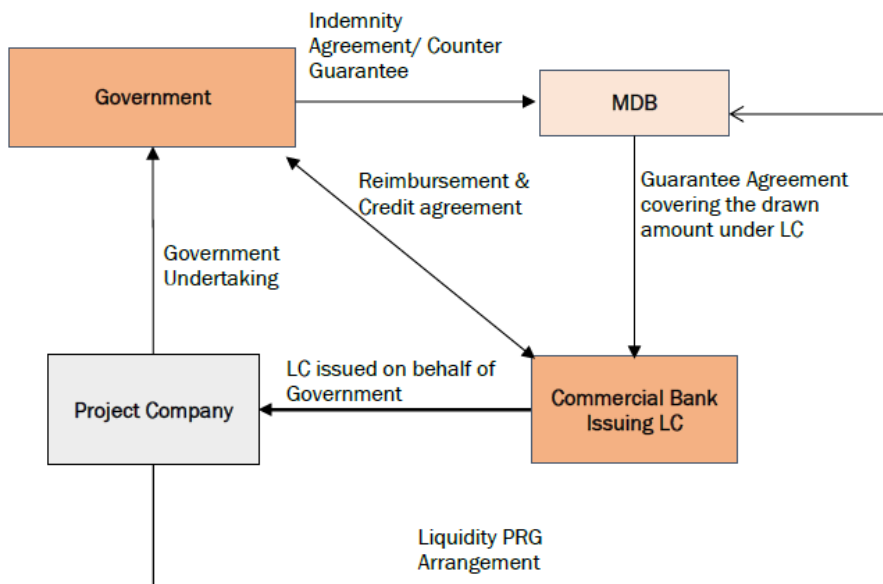 Indemnity
Agreement/ Counter
Guarantee
Government
MDB
Reimbursement &
Credit agreement
Guarantee Agreement
covering the drawn
amount under LC
Government
Undertaking
LC issued on behalf of
Government
Project Company
Commercial Bank
Issuing LC
Liquidity PRG
Arrangement